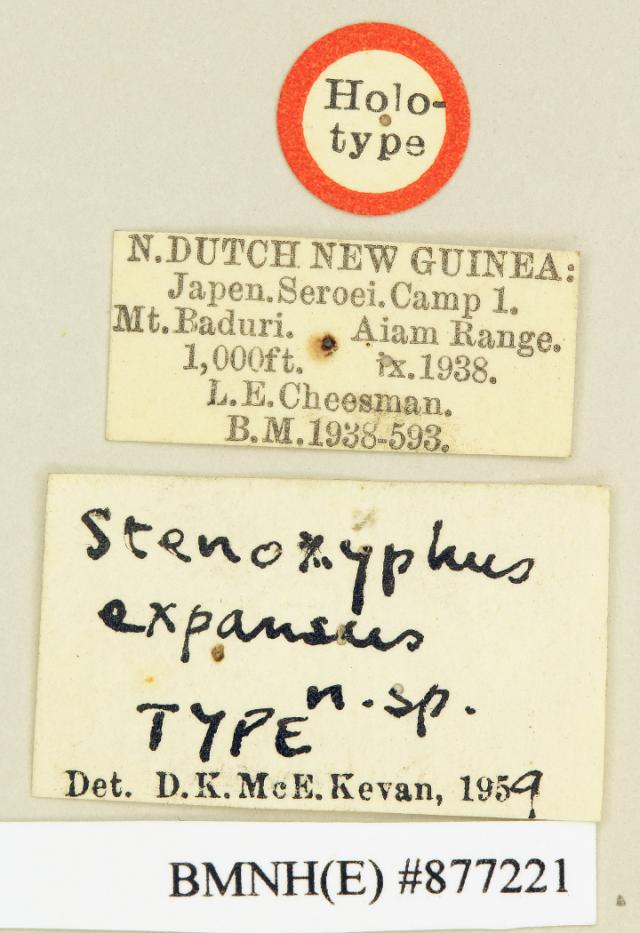 Holo-
type
N. DUTCH NEW GUINEA:
Japen. Seroei. Camp 1.
Mt. Baduri. Aiam Range.
1,000ft. ix.1938.
L.E. Cheesman.
B.M.1938-593.
Stenoxyphus
expansus
n.sp.
TYPE
Det. D.K. McE. Kevan, 1959
BMNH(E) #877221